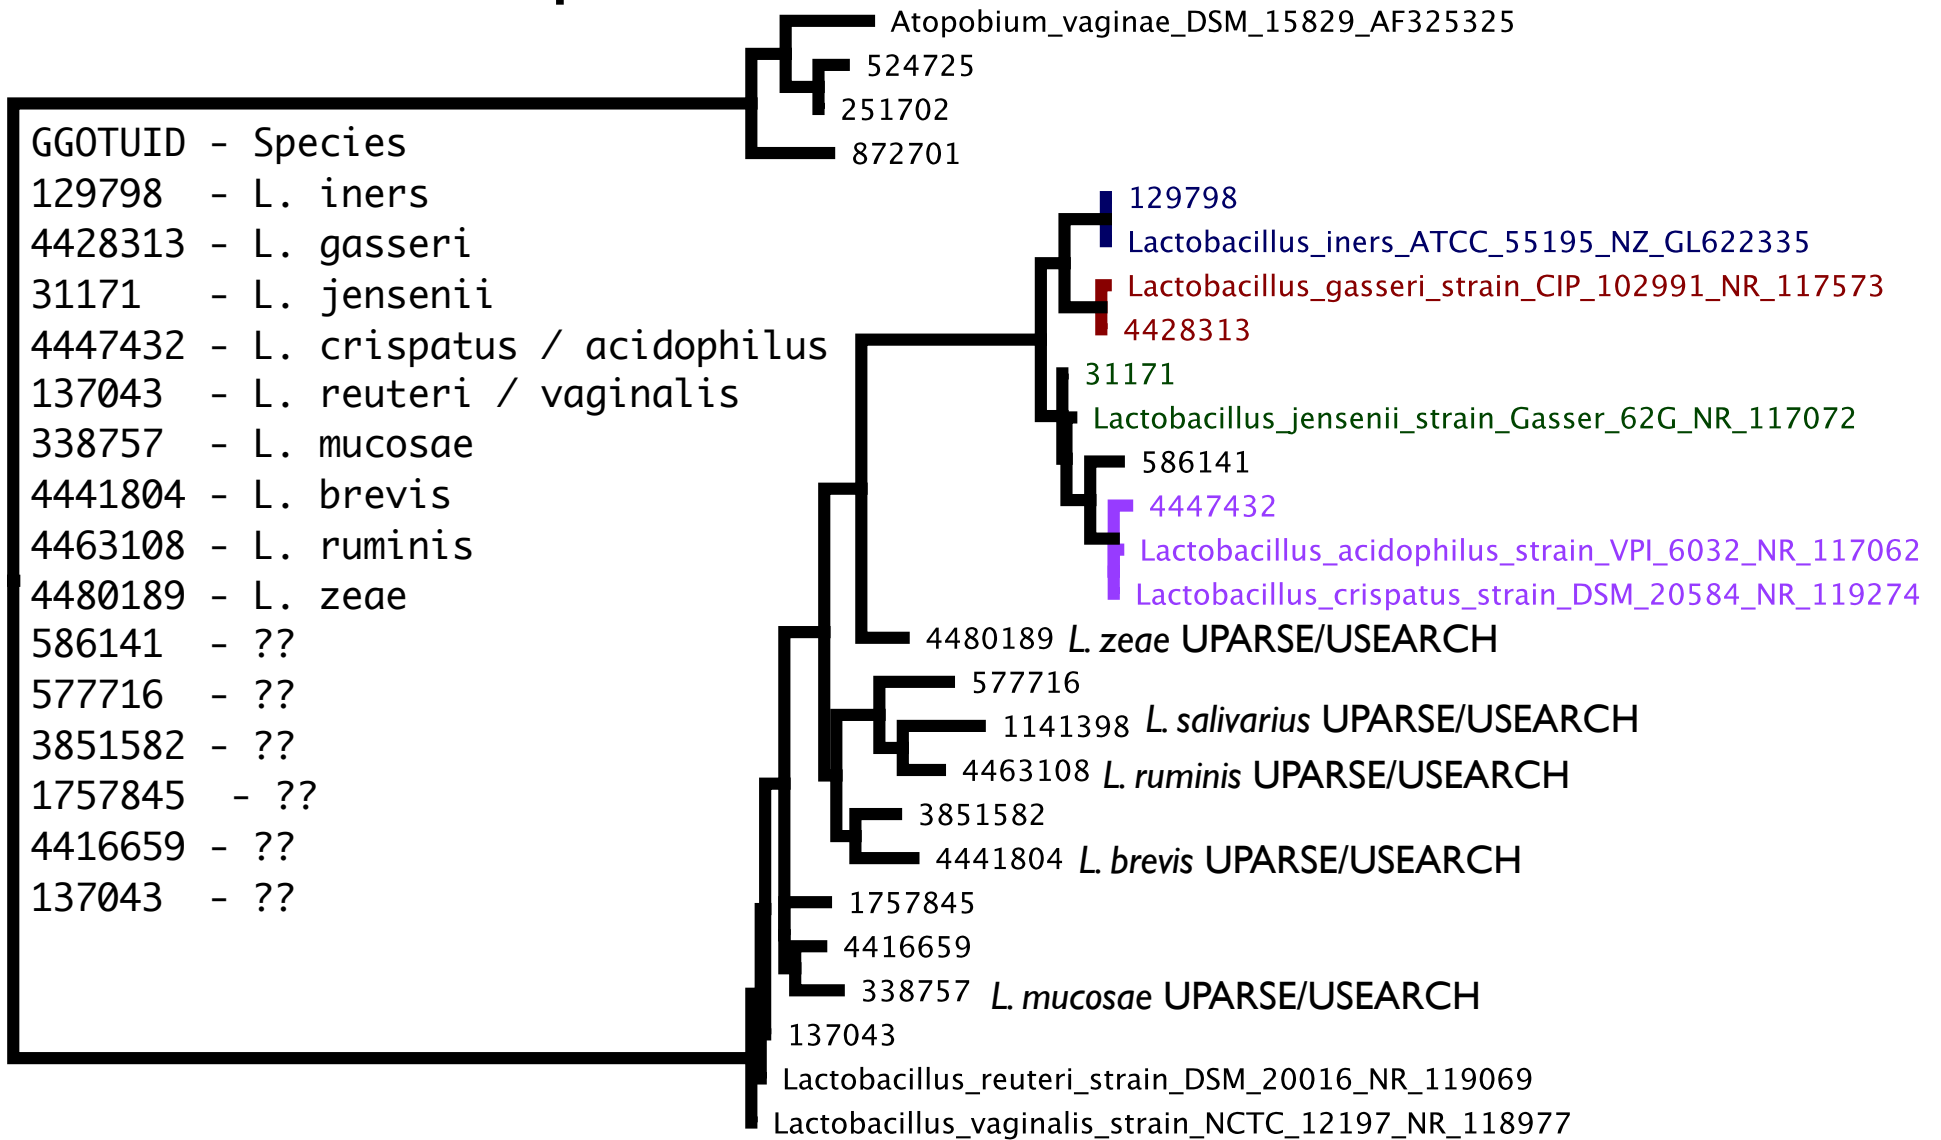 GGOTUID - Species
129798 - L. iners
4428313 - L. gasseri
31171 - L. jensenii
4447432 - L. crispatus / acidophilus
137043 - L. reuteri / vaginalis
338757 - L. mucosae
4441804 - L. brevis
4463108 - L. ruminis
4480189 - L. zeae
586141 - ??
577716 - ??
3851582 - ??
1757845 - ??
4416659 - ??
137043 - ??
Atopobium_vaginae_DSM_15829_AF325325
524725
251702
872701
129798
Lactobacillus_iners_ATCC_55195_NZ_GL622335
Lactobacillus_gasseri_strain_CIP_102991_NR_117573
4428313
31171
Lactobacillus_jensenii_strain_Gasser_62G_NR_117072
586141
4447432
Lactobacillus_acidophilus_strain_VPI_6032_NR_117062
Lactobacillus_crispatus_strain_DSM_20584_NR_119274
4480189 L. zeae UPARSE/USEARCH
577716
1141398 L. salivarius UPARSE/USEARCH
4463108 L. ruminis UPARSE/USEARCH
3851582
4441804 L. brevis UPARSE/USEARCH
1757845
4416659
338757 L. mucosae UPARSE/USEARCH
137043
Lactobacillus_reuteri_strain_DSM_20016_NR_119069
Lactobacillus_vaginalis_strain_NCTC_12197_NR_118977